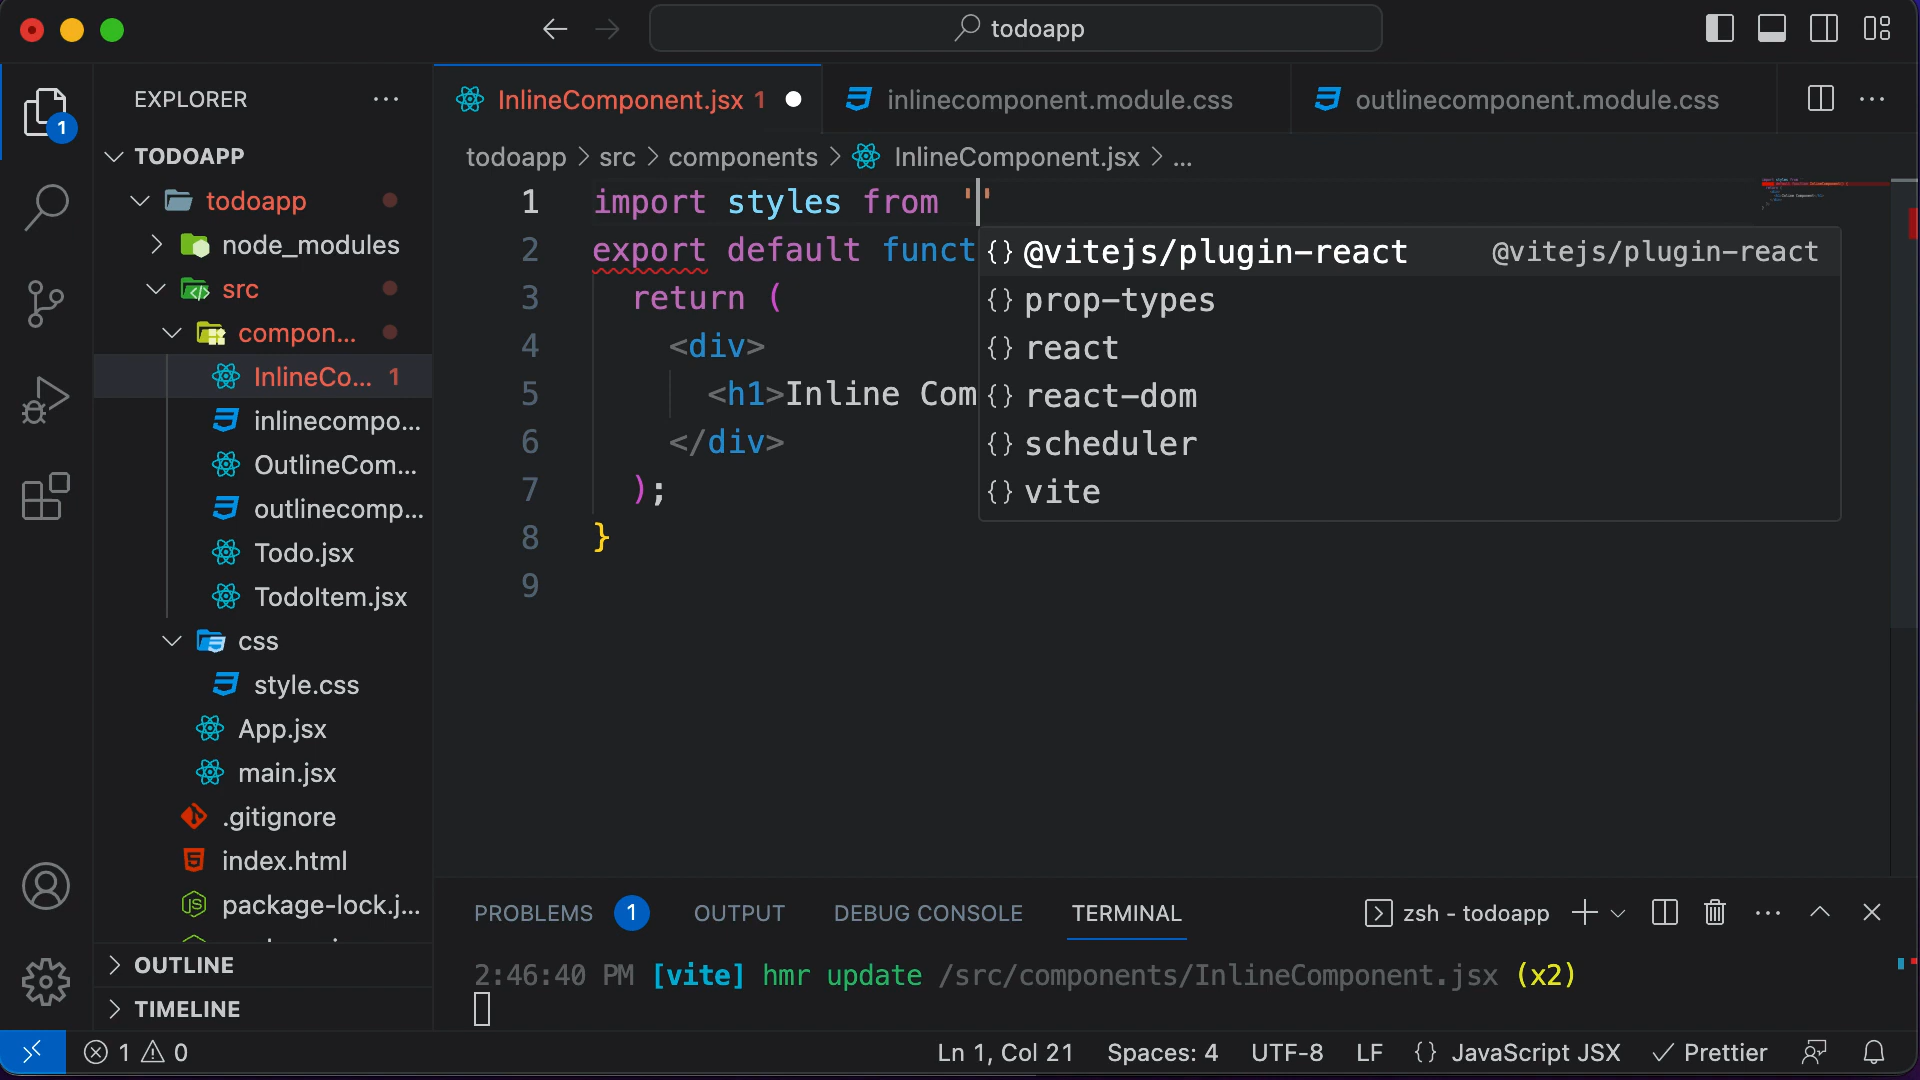 todoapp
EXPLORER
InlineComponent.jsx 1
inlinecomponent.module.css
outlinecomponent.module.css
1
TODOAPP
todoapp
node_modules
src
compon...
InlineCo... 1
inlinecompo...
OutlineCom...
outlinecomp...
Todo.jsx
TodoItem.jsx
css
style.css
App.jsx
main.jsx
.gitignore
index.html
package-lock.j...
OUTLINE
TIMELINE
todoapp > src > components > InlineComponent.jsx > ...
1 import styles from ''
2 export default funct
3 return (
4 <div>
5 <h1>Inline Com
6 </div>
7 );
8 }
9
{} @vitejs/plugin-react @vitejs/plugin-react
{} prop-types
{} react
{} react-dom
{} scheduler
{} vite
PROBLEMS 1 OUTPUT DEBUG CONSOLE TERMINAL zsh - todoapp
2:46:40 PM [vite] hmr update /src/components/InlineComponent.jsx (x2)
1 0 Ln 1, Col 21 Spaces: 4 UTF-8 LF {} JavaScript JSX Prettier